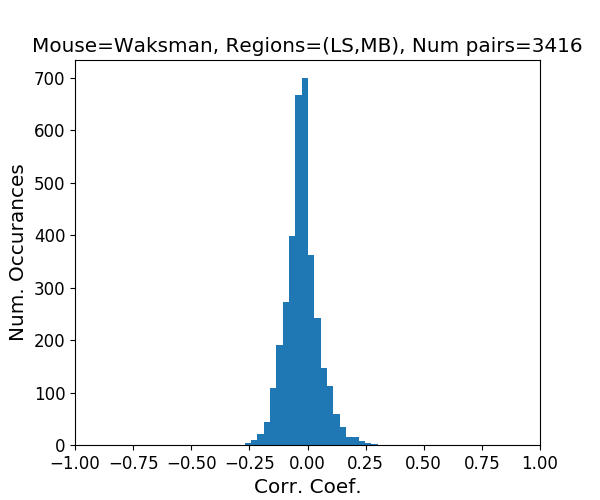 Mouse=Waksman, Regions=(LS,MB), Num pairs=3416
Num. Occurances
700
600
500
400
300
200
100
0
−1.00 −0.75 −0.50 −0.25 0.00 0.25 0.50 0.75 1.00
Corr. Coef.